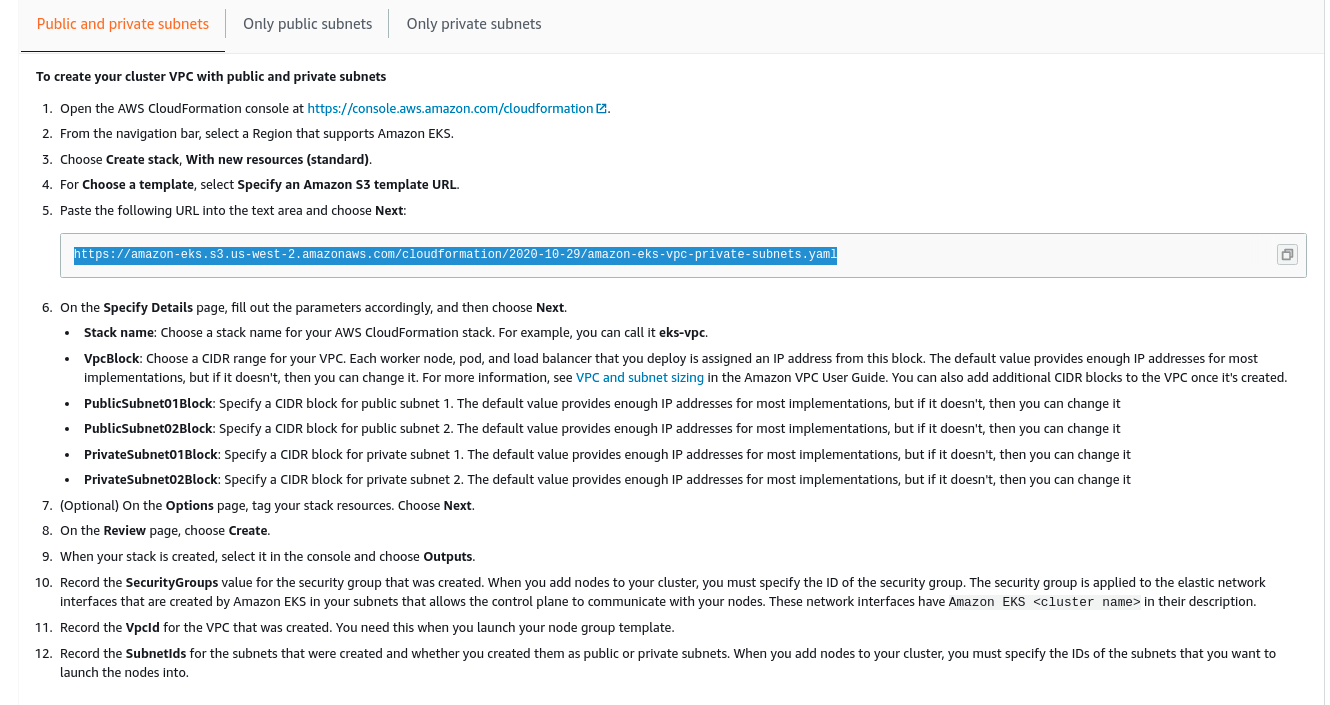 Public and private subnets
Only public subnets
Only private subnets
To create your cluster VPC with public and private subnets
1. Open the AWS CloudFormation console at https://console.aws.amazon.com/cloudformation.
2. From the navigation bar, select a Region that supports Amazon EKS.
3. Choose Create stack, With new resources (standard).
4. For Choose a template, select Specify an Amazon S3 template URL.
5. Paste the following URL into the text area and choose Next:
https://amazon-eks.s3.us-west-2.amazonaws.com/cloudformation/2020-10-29/amazon-eks-vpc-private-subnets.yaml
6. On the Specify Details page, fill out the parameters accordingly, and then choose Next.
• Stack name: Choose a stack name for your AWS CloudFormation stack. For example, you can call it eks-vpc.
• VpcBlock: Choose a CIDR range for your VPC. Each worker node, pod, and load balancer that you deploy is assigned an IP address from this block. The default value provides enough IP addresses for most
implementations, but if it doesn't, then you can change it. For more information, see VPC and subnet sizing in the Amazon VPC User Guide. You can also add additional CIDR blocks to the VPC once it's created.
• PublicSubnet01Block: Specify a CIDR block for public subnet 1. The default value provides enough IP addresses for most implementations, but if it doesn't, then you can change it
• PublicSubnet02Block: Specify a CIDR block for public subnet 2. The default value provides enough IP addresses for most implementations, but if it doesn't, then you can change it
• PrivateSubnet01Block: Specify a CIDR block for private subnet 1. The default value provides enough IP addresses for most implementations, but if it doesn't, then you can change it
• PrivateSubnet02Block: Specify a CIDR block for private subnet 2. The default value provides enough IP addresses for most implementations, but if it doesn't, then you can change it
7. (Optional) On the Options page, tag your stack resources. Choose Next.
8. On the Review page, choose Create.
9. When your stack is created, select it in the console and choose Outputs.
10. Record the SecurityGroups value for the security group that was created. When you add nodes to your cluster, you must specify the ID of the security group. The security group is applied to the elastic network
interfaces that are created by Amazon EKS in your subnets that allows the control plane to communicate with your nodes. These network interfaces have Amazon EKS <cluster name> in their description.
11. Record the VpcId for the VPC that was created. You need this when you launch your node group template.
12. Record the SubnetIds for the subnets that were created and whether you created them as public or private subnets. When you add nodes to your cluster, you must specify the IDs of the subnets that you want to
launch the nodes into.